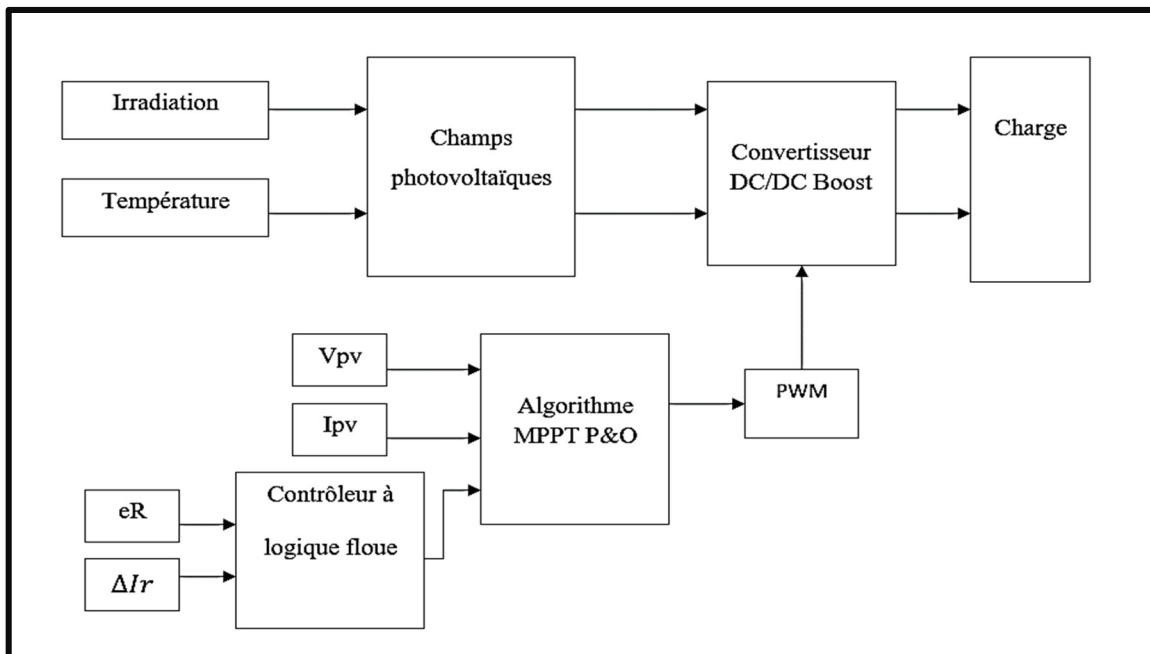 Irradiation
Température
Champs
photovoltaïques
Convertisseur
DC/DC Boost
Charge
Vpv
Ipv
Algorithme
MPPT P&O
PWM
eR
ΔIr
Contrôleur à
logique floue